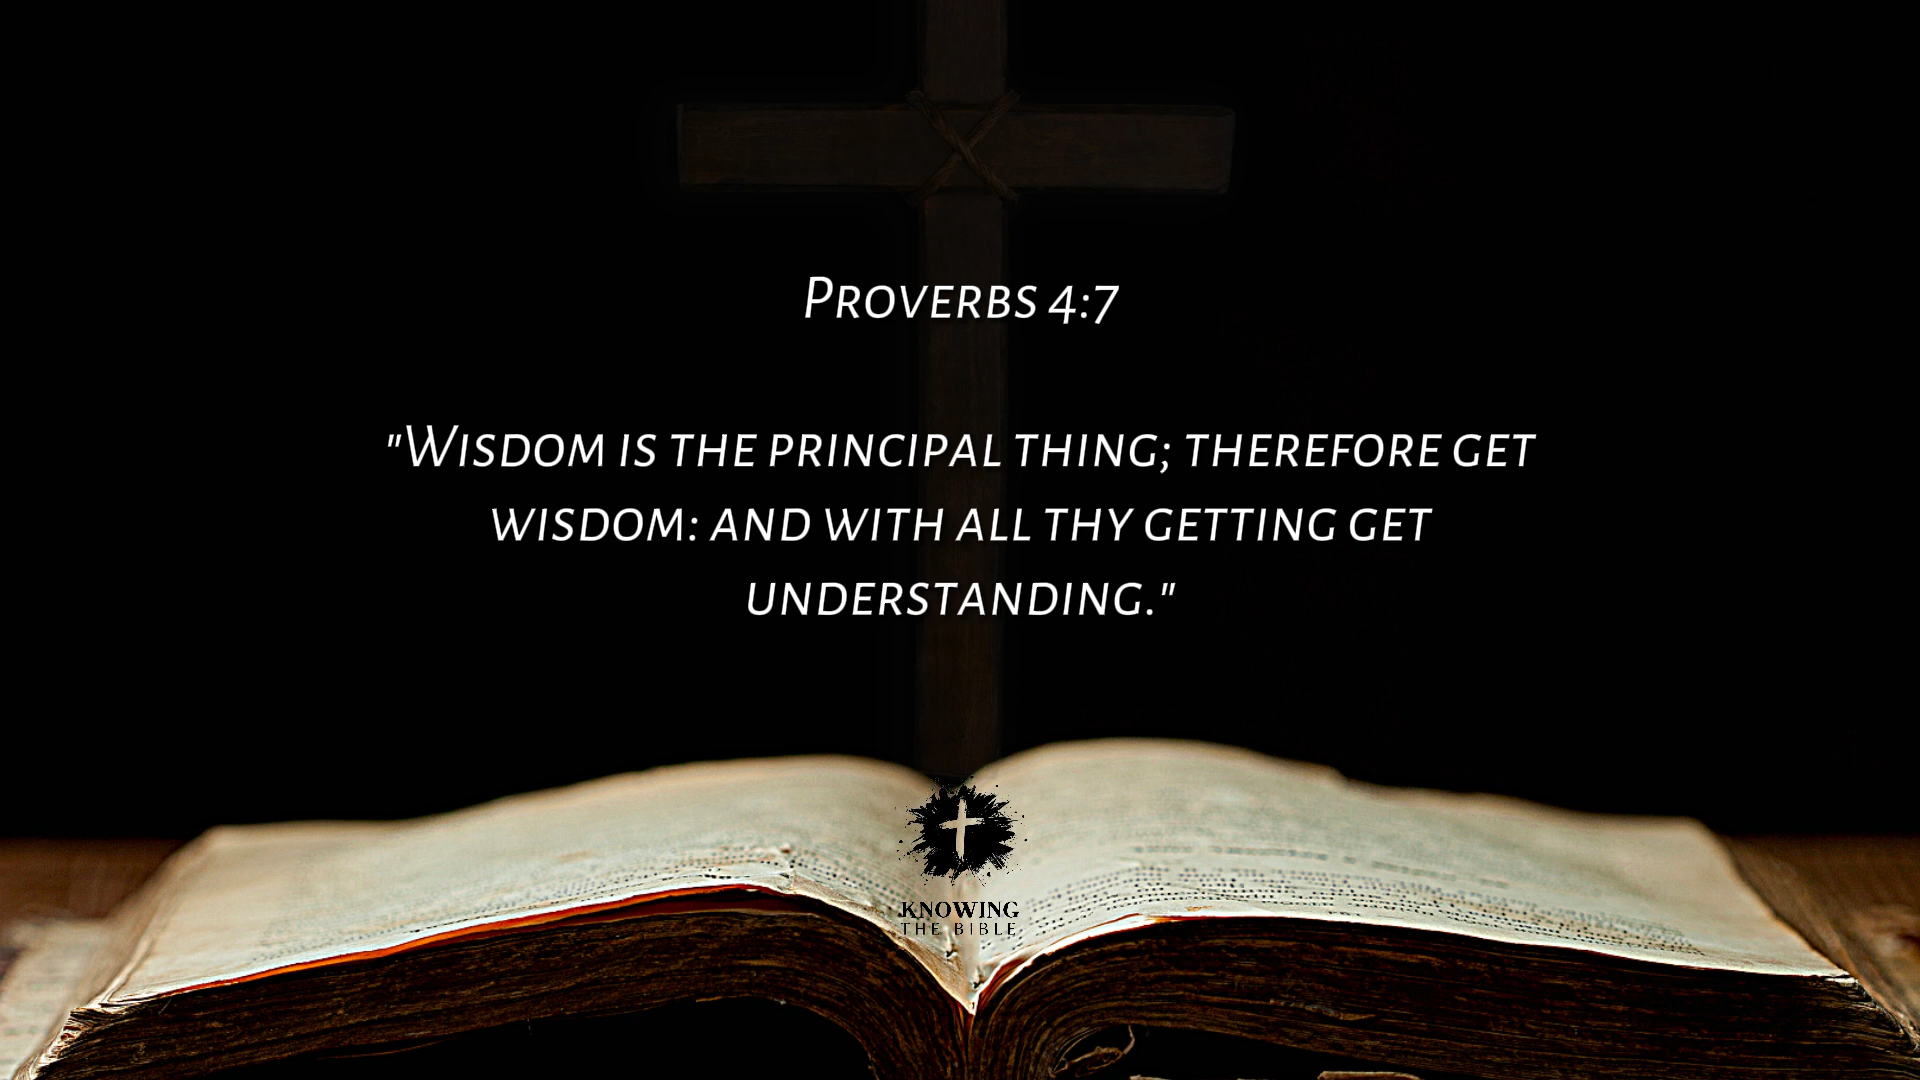 Proverbs 4:7
"Wisdom is the principal thing; therefore get
wisdom: and with all thy getting get
understanding."
KNOWING
THE BIBLE